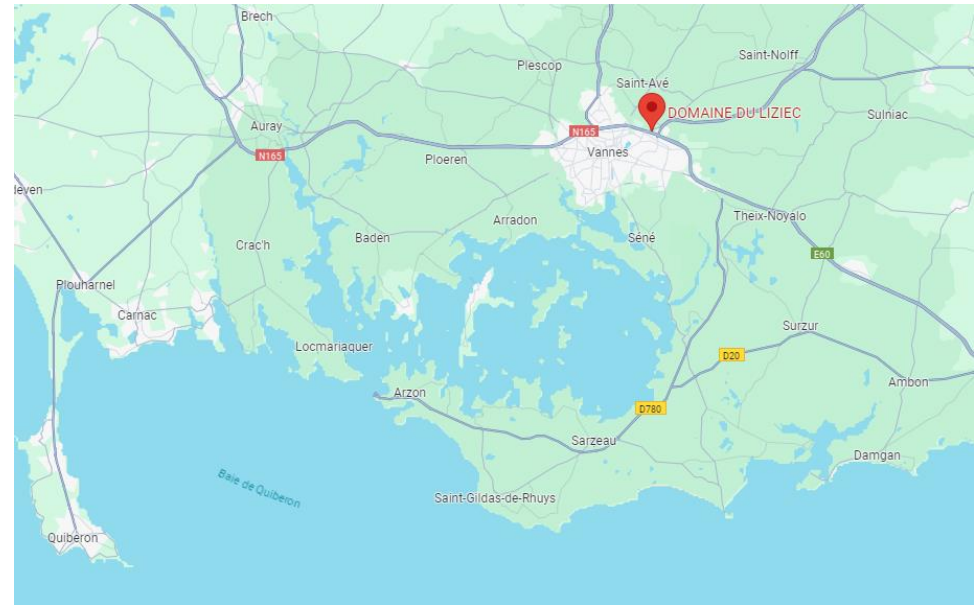 Brech
Saint-Nolff
Plescop
Saint-Avé
DOMAINE DU LIZIEC
Sulniac
Auray
N165
Vannes
N165
Ploeren
deven
Theix-Noyalo
Arradon
Baden
Séné
Crac'h
E60
Plouharnel
Carnac
Surzur
Locmariaquer
D20
Ambon
Arzon
D780
Sarzeau
Damgan
Baie de Quiberon
Saint-Gildas-de-Rhuys
Quiberon